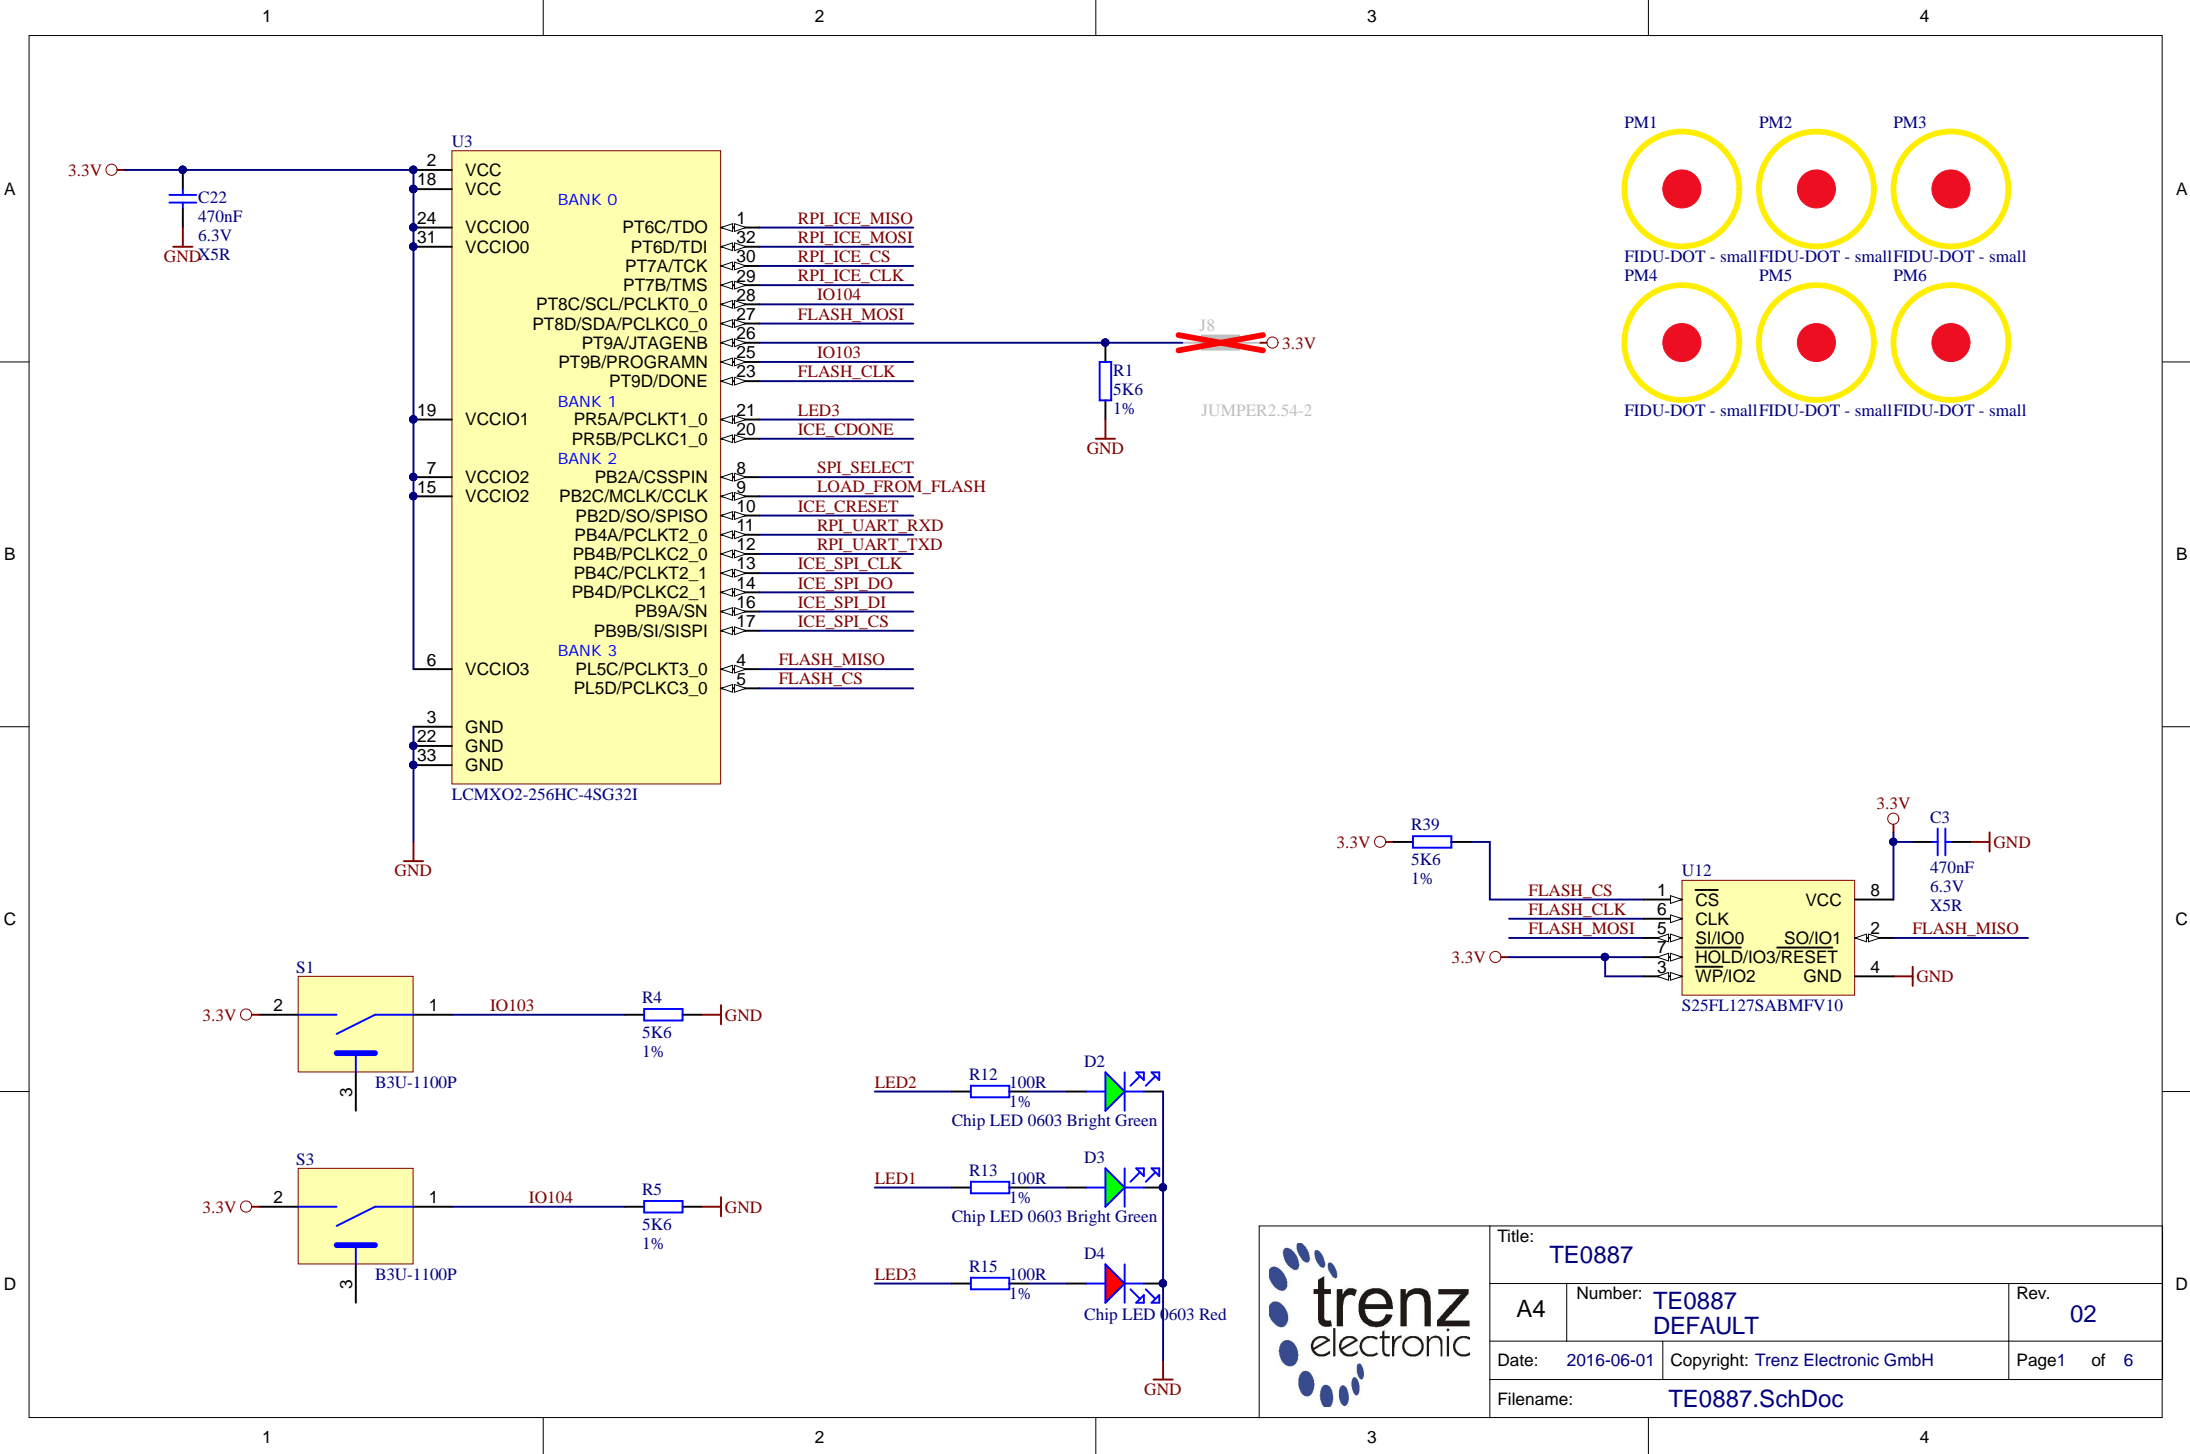 1 2 3 4
A
A
B
B
C
C
D
D
3.3V
C22
470nF
6.3V
X5R
GND
U3
2 VCC
18 VCC
24 VCCIO0
31 VCCIO0
19 VCCIO1
7 VCCIO2
15 VCCIO2
6 VCCIO3
3 GND
22 GND
33 GND
GND
BANK 0
PT6C/TDO 1 RPI_ICE_MISO
PT6D/TDI 32 RPI_ICE_MOSI
PT7A/TCK 30 RPI_ICE_CS
PT7B/TMS 29 RPI_ICE_CLK
PT8C/SCL/PCLKT0_0 28 IO104
PT8D/SDA/PCLKC0_0 27 FLASH_MOSI
PT9A/JTAGENB 26
PT9B/PROGRAMN 25 IO103
PT9D/DONE 23 FLASH_CLK
BANK 1
PR5A/PCLKT1_0 21 LED3
PR5B/PCLKC1_0 20 ICE_CDONE
BANK 2
PB2A/CSSPIN 8 SPI_SELECT
PB2C/MCLK/CCLK 9 LOAD_FROM_FLASH
PB2D/SO/SPISO 10 ICE_CRESET
PB4A/PCLKT2_0 11 RPI_UART_RXD
PB4B/PCLKC2_0 12 RPI_UART_TXD
PB4C/PCLKT2_1 13 ICE_SPI_CLK
PB4D/PCLKC2_1 14 ICE_SPI_DO
PB9A/SN 16 ICE_SPI_DI
PB9B/SI/SISPI 17 ICE_SPI_CS
BANK 3
PL5C/PCLKT3_0 4 FLASH_MISO
PL5D/PCLKC3_0 5 FLASH_CS
LCMXO2-256HC-4SG32I
J8
3.3V
JUMPER2.54-2
R1
5K6
1%
GND
PM1 PM2 PM3
FIDU-DOT - small FIDU-DOT - small FIDU-DOT - small
PM4 PM5 PM6
FIDU-DOT - small FIDU-DOT - small FIDU-DOT - small
3.3V
R39
5K6
1%
3.3V
C3
GND
470nF
6.3V
X5R
U12
FLASH_CS 1 CS
FLASH_CLK 6 CLK
FLASH_MOSI 5 SI/IO0
3.3V 7 HOLD/IO3/RESET
3 WP/IO2
VCC 8
SO/IO1 2 FLASH_MISO
GND 4 GND
S25FL127SABMFV10
S1
3.3V 2 1 IO103
R4
5K6
1%
GND
3
B3U-1100P
S3
3.3V 2 1 IO104
R5
5K6
1%
GND
3
B3U-1100P
LED2 R12 100R
1%
D2
Chip LED 0603 Bright Green
LED1 R13 100R
1%
D3
Chip LED 0603 Bright Green
LED3 R15 100R
1%
D4
Chip LED 0603 Red
GND
trenz
electronic
Title:
TE0887
A4
Number: TE0887
DEFAULT
Rev.
02
Date: 2016-06-01
Copyright: Trenz Electronic GmbH
Page1 of 6
Filename: TE0887.SchDoc
1 2 3 4